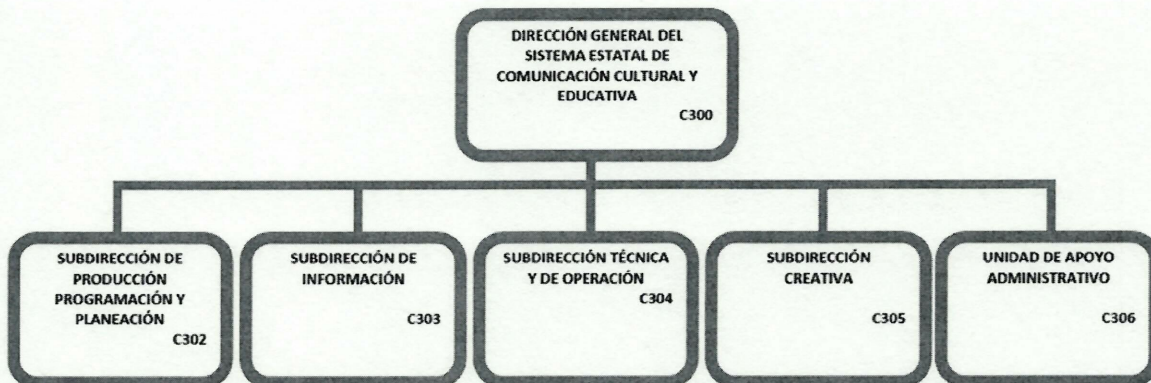 DIRECCIÓN GENERAL DEL
SISTEMA ESTATAL DE
COMUNICACIÓN CULTURAL Y
EDUCATIVA
C300
SUBDIRECCIÓN DE
PRODUCCIÓN
PROGRAMACIÓN Y
PLANEACIÓN
C302
SUBDIRECCIÓN DE
INFORMACIÓN
C303
SUBDIRECCIÓN TÉCNICA
Y DE OPERACIÓN
C304
SUBDIRECCIÓN
CREATIVA
C305
UNIDAD DE APOYO
ADMINISTRATIVO
C306